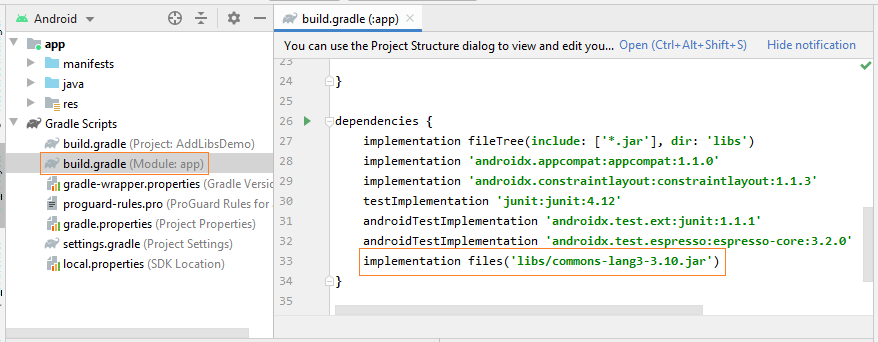 Android
app
manifests
java
res
Gradle Scripts
build.gradle (Project: AddLibsDemo)
build.gradle (Module: app)
gradle-wrapper.properties (Gradle Versio
proguard-rules.pro (ProGuard Rules for
gradle.properties (Project Properties)
settings.gradle (Project Settings)
local.properties (SDK Location)
build.gradle (:app)
You can use the Project Structure dialog to view and edit you... Open (Ctrl+Alt+Shift+S) Hide notification
23
24 }
25
26 dependencies {
27 implementation fileTree(include: ['*.jar'], dir: 'libs')
28 implementation 'androidx.appcompat:appcompat:1.1.0'
29 implementation 'androidx.constraintlayout:constraintlayout:1.1.3'
30 testImplementation 'junit:junit:4.12'
31 androidTestImplementation 'androidx.test.ext:junit:1.1.1'
32 androidTestImplementation 'androidx.test.espresso:espresso-core:3.2.0'
33 implementation files('libs/commons-lang3-3.10.jar')
34 }
35